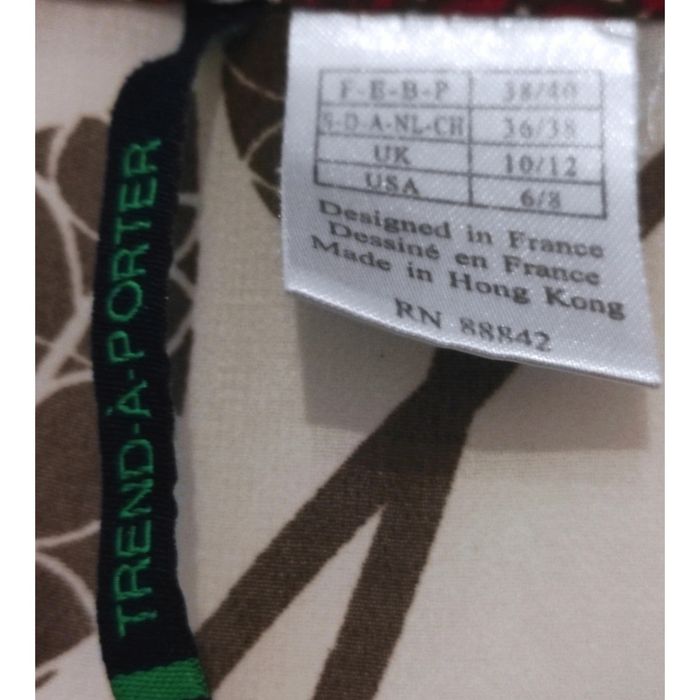 TREND-À-PORTER
F-E-B-P 38/40
S-D-A-NL-CH 36/38
UK 10/12
USA 6/8
Designed in France
Dessiné en France
Made in Hong Kong
RN 88842